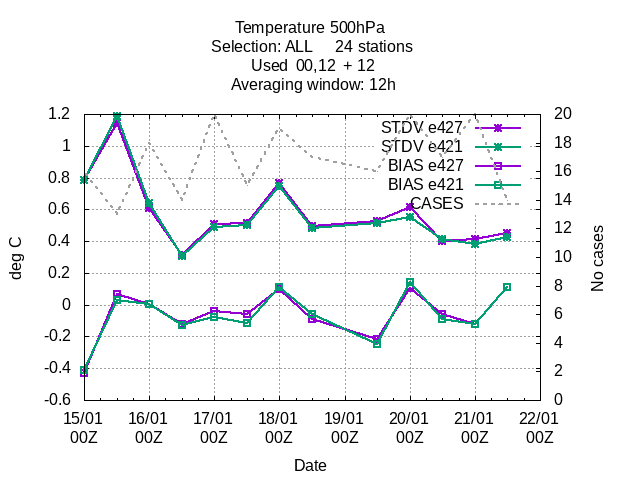 Temperature 500hPa
Selection: ALL     24 stations
Used  00,12  + 12
Averaging window: 12h
1.2
1
0.8
0.6
0.4
0.2
0
-0.2
-0.4
-0.6
deg C
STDV e427
STDV e421
BIAS e427
BIAS e421
CASES
20
18
16
14
12
10
8
6
4
2
0
No cases
15/01 16/01 17/01 18/01 19/01 20/01 21/01 22/01
00Z 00Z 00Z 00Z 00Z 00Z 00Z 00Z
Date